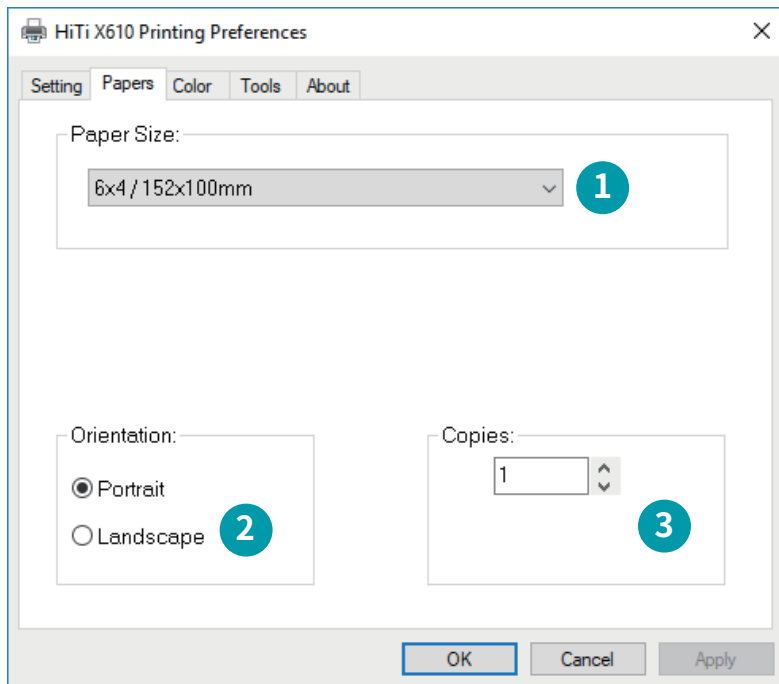 HiTi X610 Printing Preferences
Setting Papers Color Tools About
Paper Size:
6x4 / 152x100mm
1
Orientation:
Portrait
Landscape
2
Copies:
1
3
OK Cancel Apply